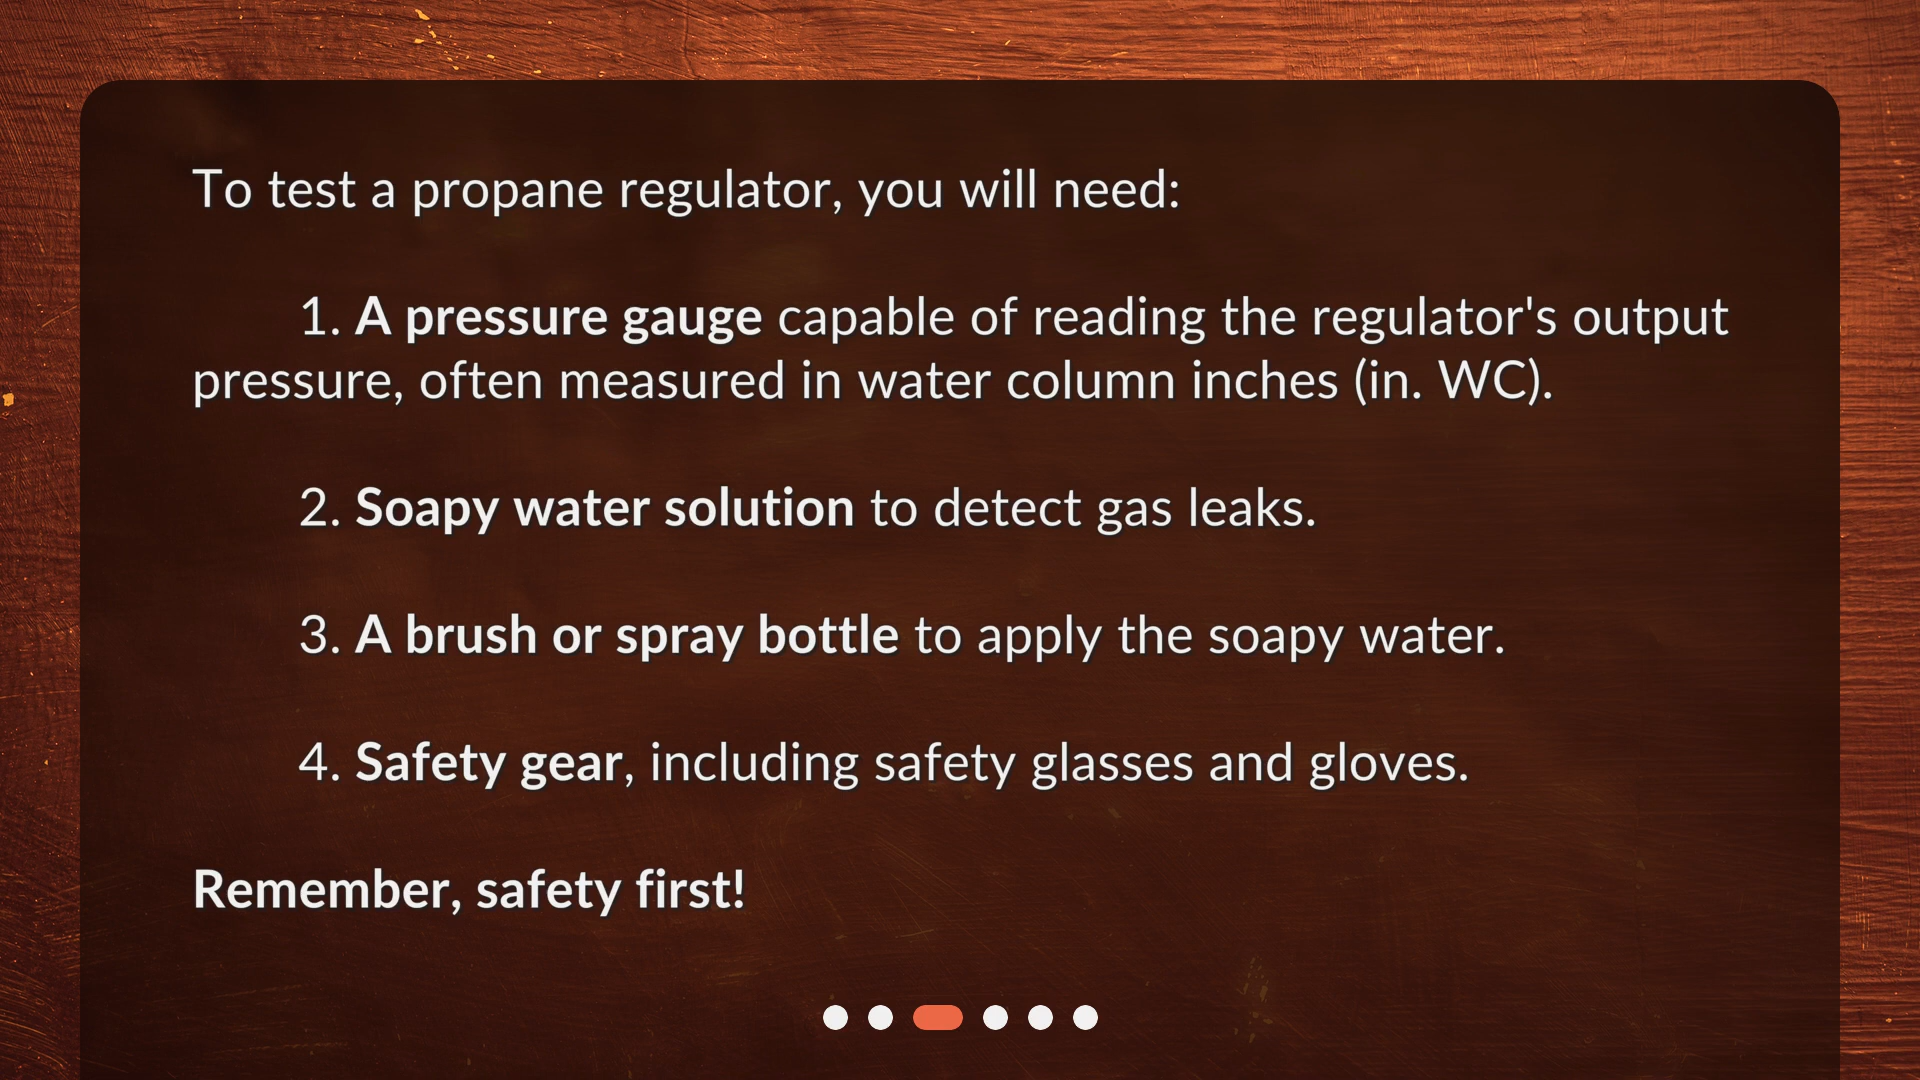 To test a propane regulator, you will need:
1. A pressure gauge capable of reading the regulator's output
pressure, often measured in water column inches (in. WC).
2. Soapy water solution to detect gas leaks.
3. A brush or spray bottle to apply the soapy water.
4. Safety gear, including safety glasses and gloves.
Remember, safety first!